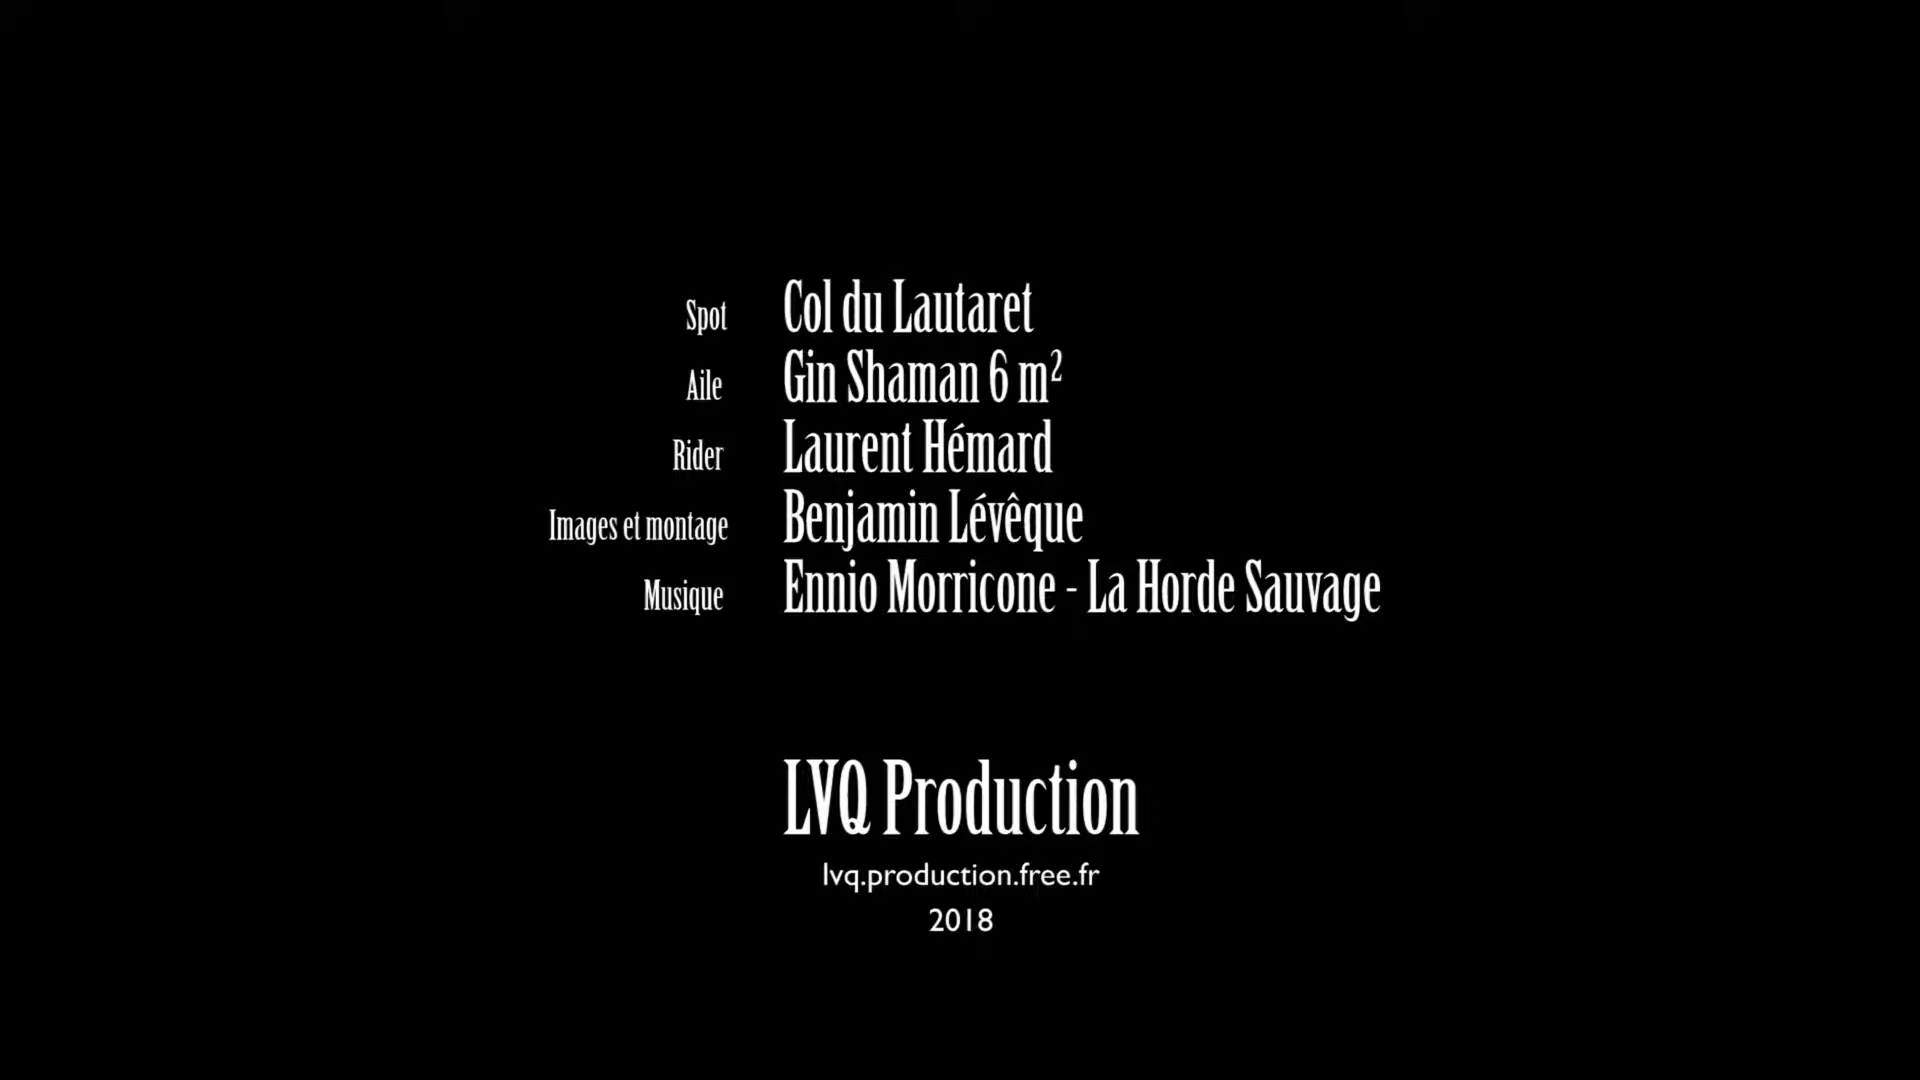 Spot Col du Lautaret
Aile Gin Shaman 6 m²
Rider Laurent Hémard
Images et montage Benjamin Lévêque
Musique Ennio Morricone - La Horde Sauvage
LVQ Production
lvq.production.free.fr
2018